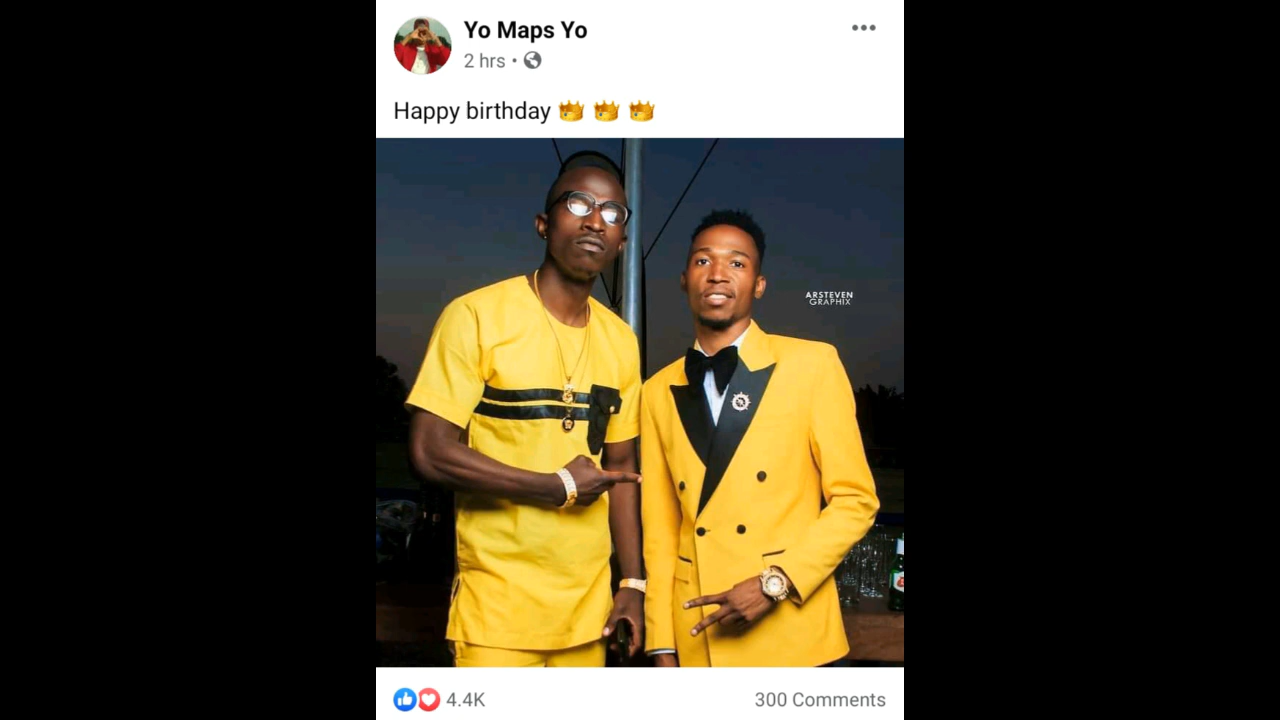 Yo Maps Yo
2 hrs •
Happy birthday 👑 👑 👑
ARSTEVEN
GRAPHIX
4.4K
300 Comments